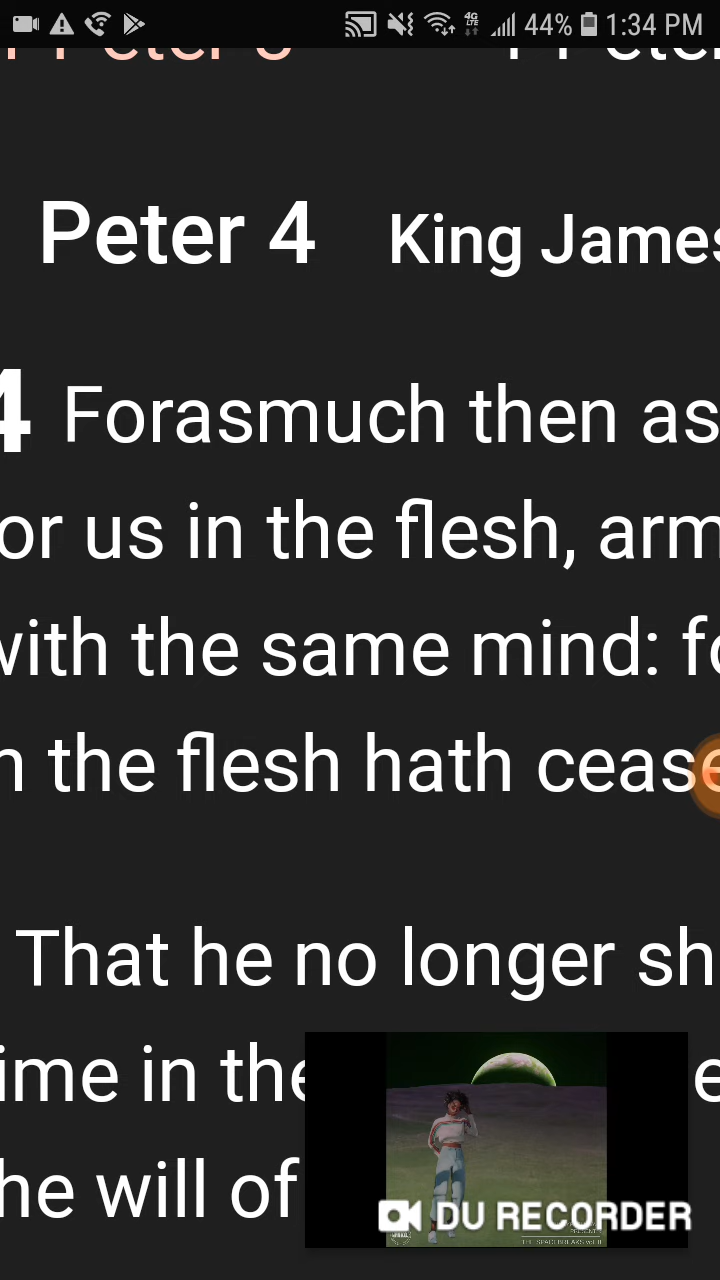 44% 1:34 PM
Peter 4 King James
4 Forasmuch then as
or us in the flesh, arm
with the same mind: fo
n the flesh hath cease
That he no longer sh
ime in the e
he will of
DU RECORDER